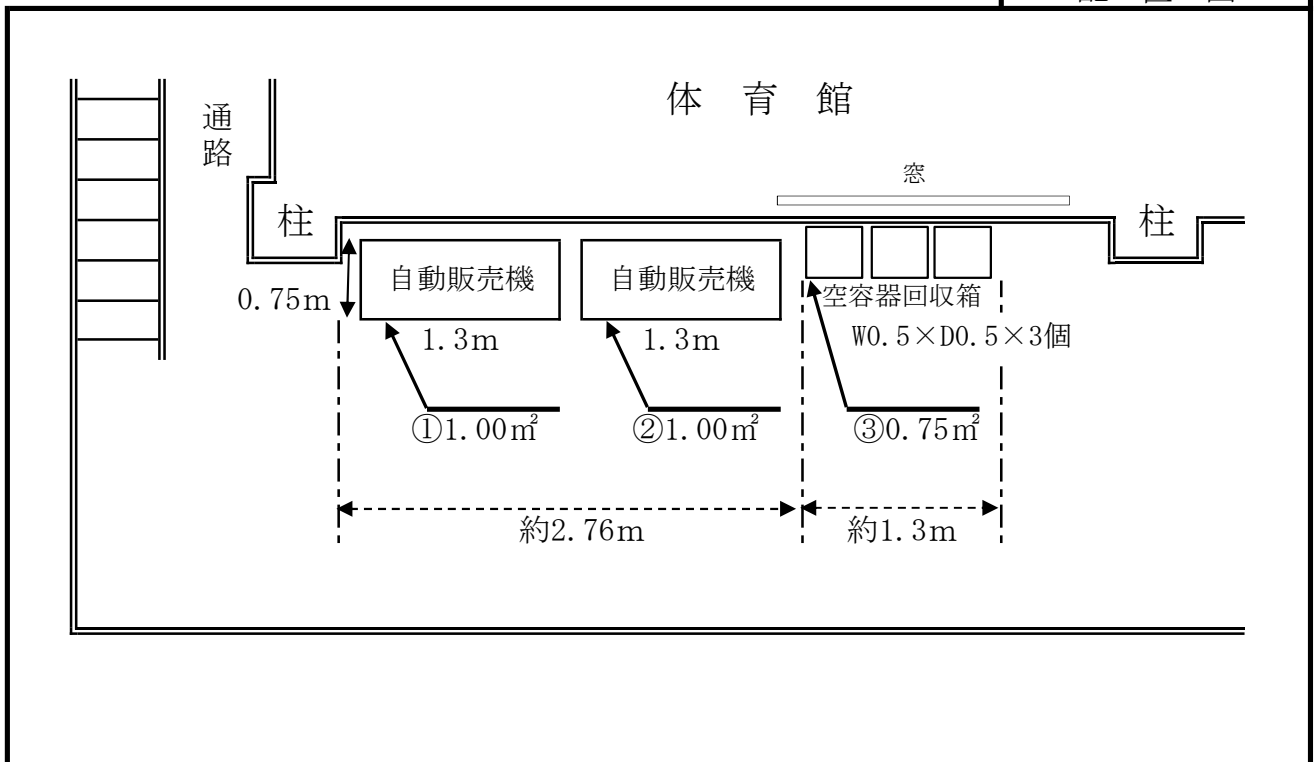 体 育 館
通
路
窓
柱
柱
自動販売機
自動販売機
0.75m
空容器回収箱
1.3m
1.3m
W0.5×D0.5×3個
①1.00㎡
②1.00㎡
③0.75㎡
約2.76m
約1.3m